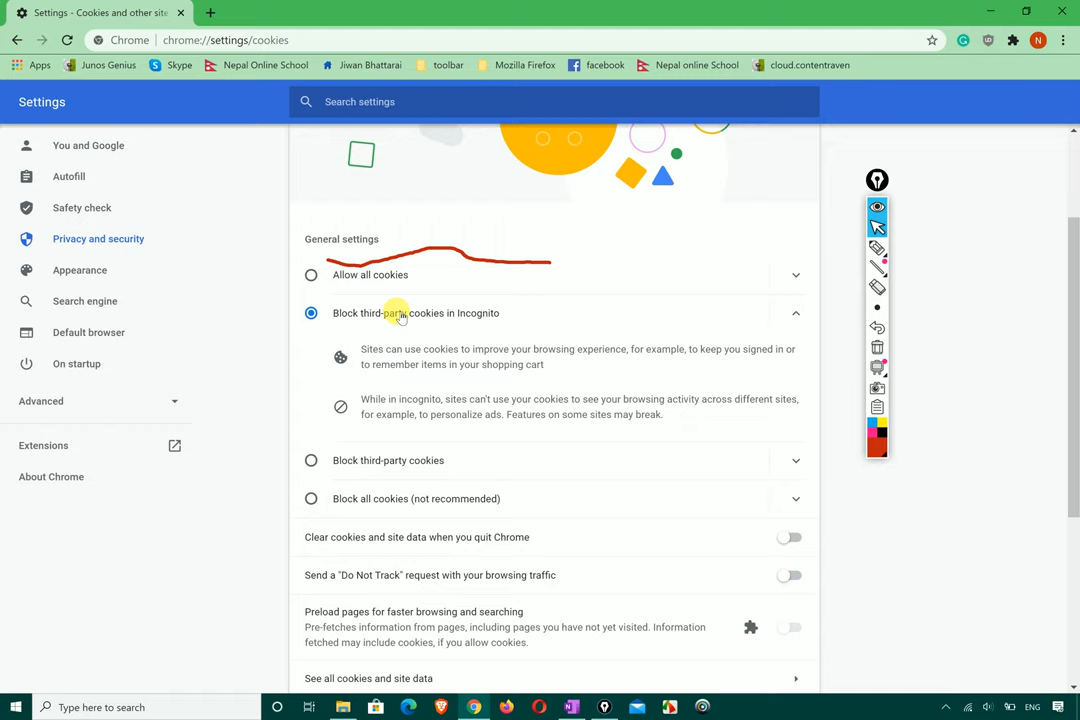 Settings - Cookies and other site
Chrome | chrome://settings/cookies
N
Apps Junos Genius Skype Nepal Online School Jiwan Bhattarai toolbar Mozilla Firefox facebook Nepal online School cloud.contentraven
Settings
Search settings
You and Google
Autofill
Safety check
Privacy and security
Appearance
Search engine
Default browser
On startup
Advanced
Extensions
About Chrome
General settings
Allow all cookies
Block third-party cookies in Incognito
Sites can use cookies to improve your browsing experience, for example, to keep you signed in or
to remember items in your shopping cart
While in incognito, sites can't use your cookies to see your browsing activity across different sites,
for example, to personalize ads. Features on some sites may break.
Block third-party cookies
Block all cookies (not recommended)
Clear cookies and site data when you quit Chrome
Send a "Do Not Track" request with your browsing traffic
Preload pages for faster browsing and searching
Pre-fetches information from pages, including pages you have not yet visited. Information
fetched may include cookies, if you allow cookies.
See all cookies and site data
Type here to search
ENG